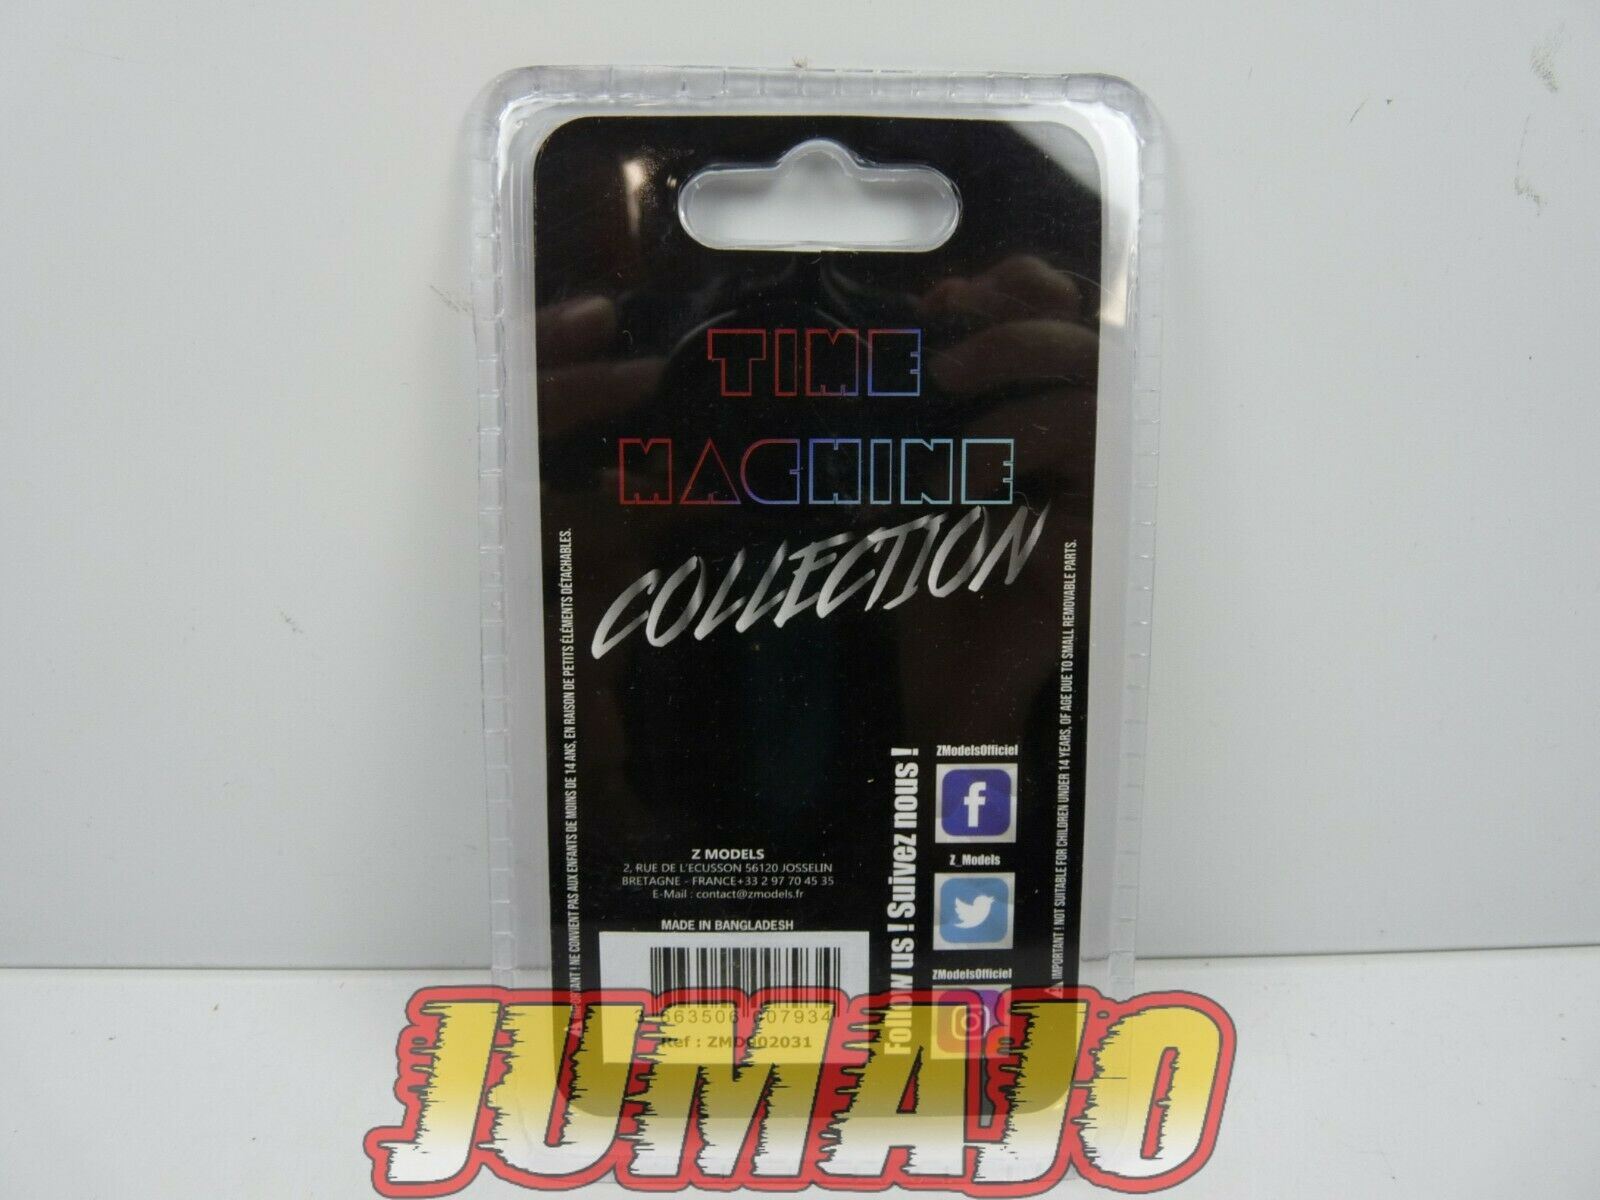 TIME
MACHINE
COLLECTION
⚠ IMPORTANT ! NE CONVIENT PAS AUX ENFANTS DE MOINS DE 14 ANS, EN RAISON DE PETITS ÉLÉMENTS DÉTACHABLES.
⚠ IMPORTANT ! NOT SUITABLE FOR CHILDREN UNDER 14 YEARS, OF AGE DUE TO SMALL REMOVABLE PARTS.
Z MODELS
2, RUE DE L'ECUSSON 56120 JOSSELIN
BRETAGNE - FRANCE+33 2 97 70 45 35
E-Mail : contact@zmodels.fr
MADE IN BANGLADESH
3 663506 007934
Ref : ZMD002031
Follow us ! Suivez nous !
ZModelsOfficiel
f
Z_Models
ZModelsOfficiel
JUMAJO